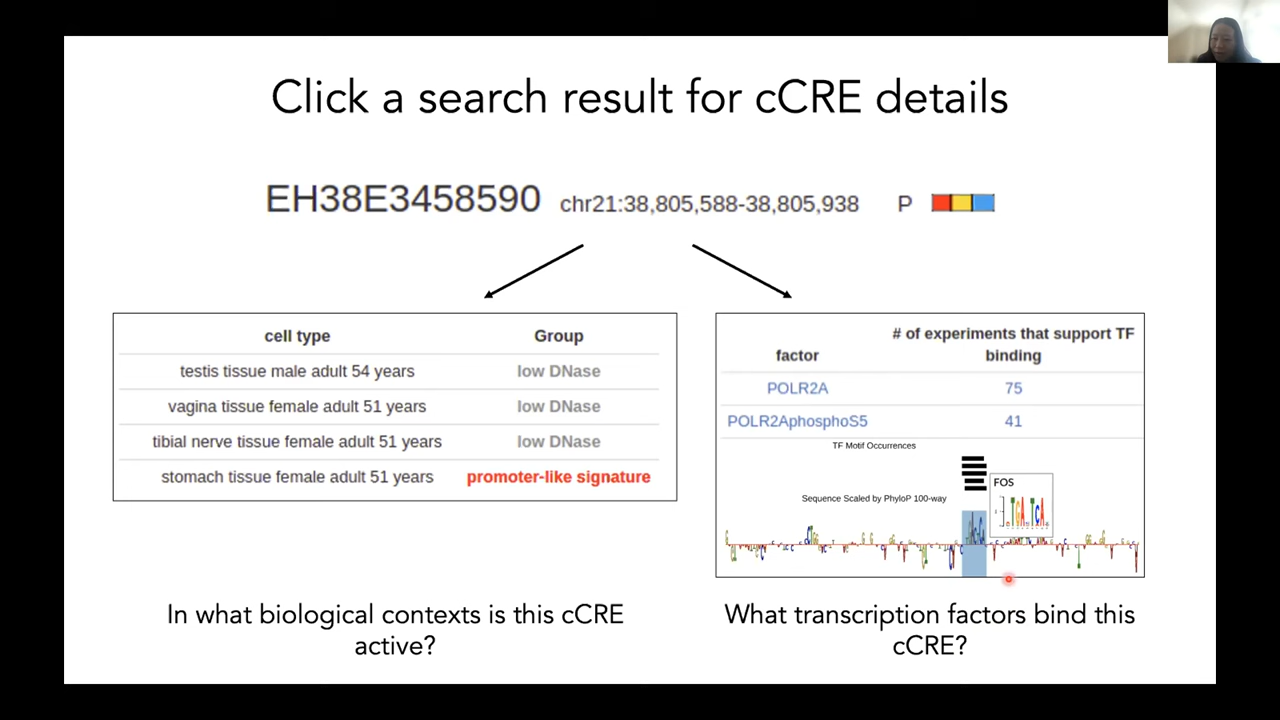 Click a search result for cCRE details
EH38E3458590 chr21:38,805,588-38,805,938 P
cell type Group
testis tissue male adult 54 years low DNase
vagina tissue female adult 51 years low DNase
tibial nerve tissue female adult 51 years low DNase
stomach tissue female adult 51 years promoter-like signature
In what biological contexts is this cCRE
active?
# of experiments that support TF
factor binding
POLR2A 75
POLR2AphosphoS5 41
TF Motif Occurrences
FOS
Sequence Scaled by PhyloP 100-way
What transcription factors bind this
cCRE?